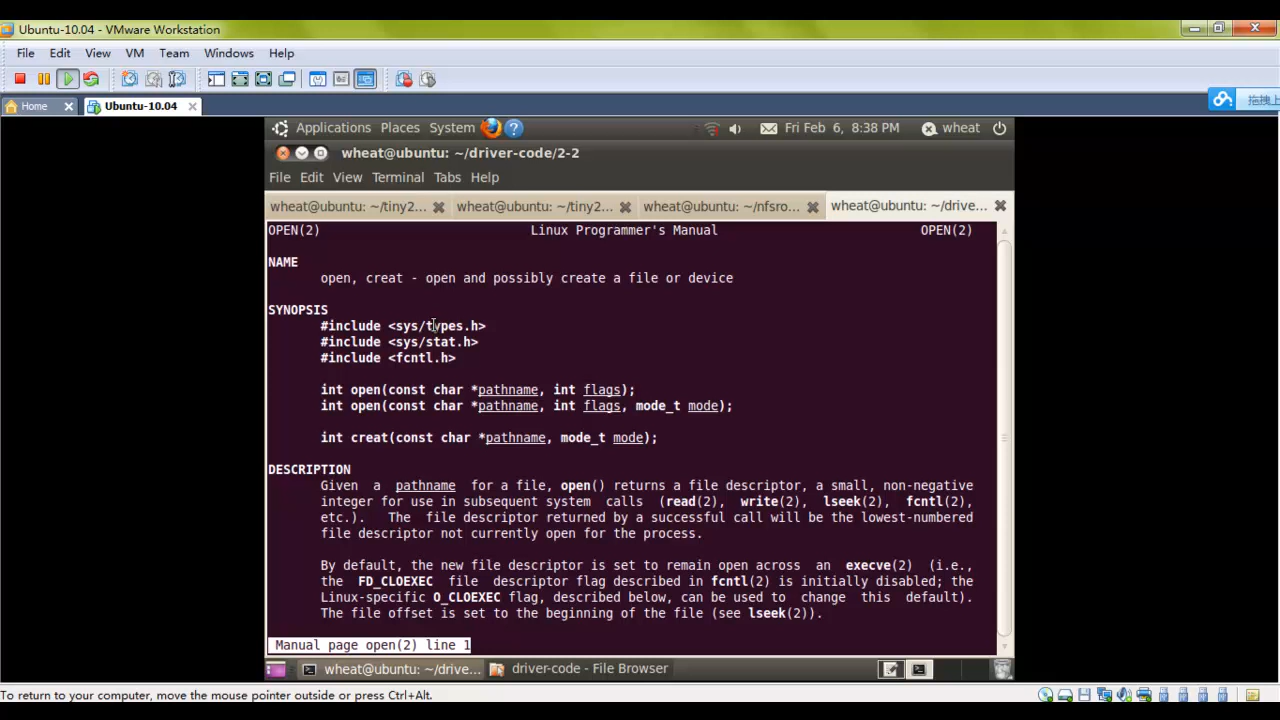 Ubuntu-10.04 - VMware Workstation
File Edit View VM Team Windows Help
Home Ubuntu-10.04
拖拽上
Applications Places System Fri Feb 6, 8:38 PM wheat
wheat@ubuntu: ~/driver-code/2-2
File Edit View Terminal Tabs Help
wheat@ubuntu: ~/tiny2... wheat@ubuntu: ~/tiny2... wheat@ubuntu: ~/nfsro... wheat@ubuntu: ~/drive...
OPEN(2) Linux Programmer's Manual OPEN(2)
NAME
open, creat - open and possibly create a file or device
SYNOPSIS
#include <sys/types.h>
#include <sys/stat.h>
#include <fcntl.h>
int open(const char *pathname, int flags);
int open(const char *pathname, int flags, mode_t mode);
int creat(const char *pathname, mode_t mode);
DESCRIPTION
Given a pathname for a file, open() returns a file descriptor, a small, non-negative
integer for use in subsequent system calls (read(2), write(2), lseek(2), fcntl(2),
etc.). The file descriptor returned by a successful call will be the lowest-numbered
file descriptor not currently open for the process.
By default, the new file descriptor is set to remain open across an execve(2) (i.e.,
the FD_CLOEXEC file descriptor flag described in fcntl(2) is initially disabled; the
Linux-specific O_CLOEXEC flag, described below, can be used to change this default).
The file offset is set to the beginning of the file (see lseek(2)).
Manual page open(2) line 1
wheat@ubuntu: ~/drive... driver-code - File Browser
To return to your computer, move the mouse pointer outside or press Ctrl+Alt.